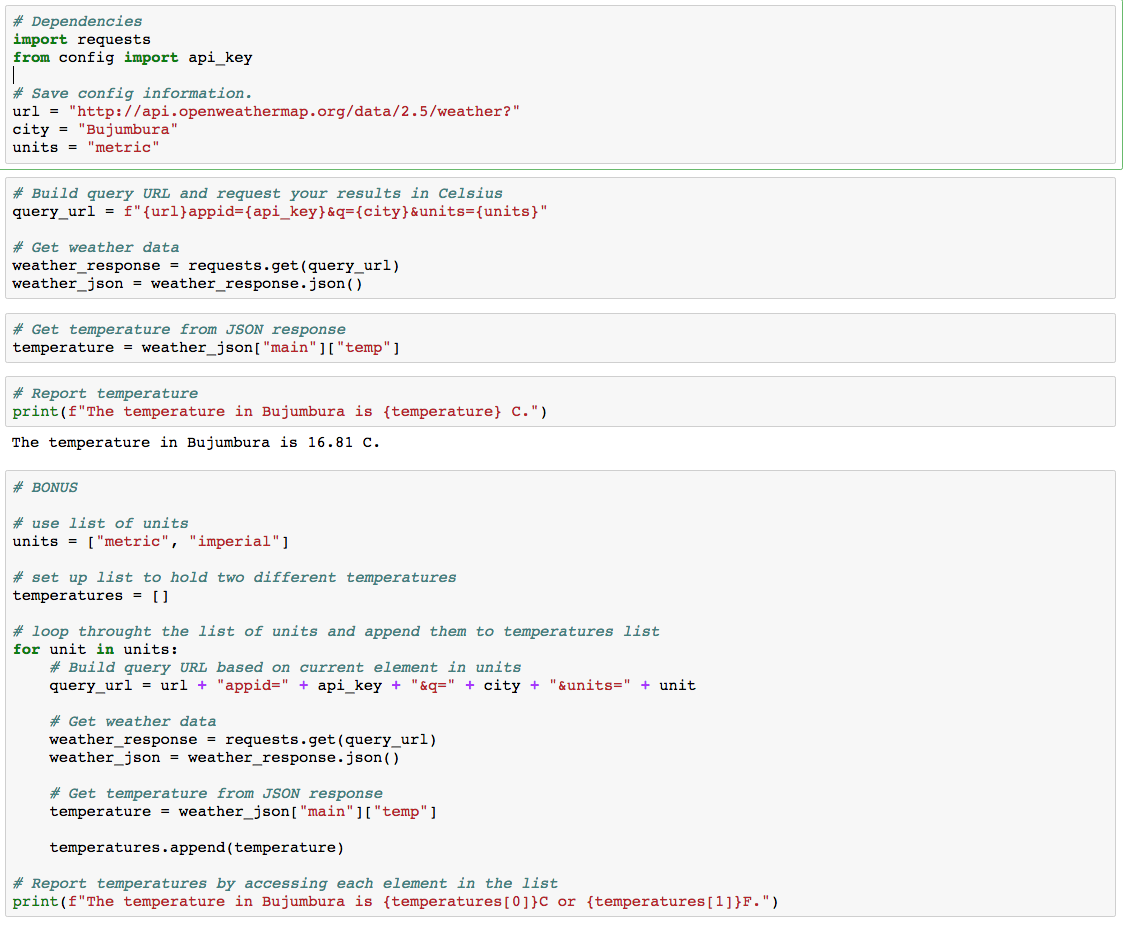 # Dependencies
import requests
from config import api_key
# Save config information.
url = "http://api.openweathermap.org/data/2.5/weather?"
city = "Bujumbura"
units = "metric"
# Build query URL and request your results in Celsius
query_url = f"{url}appid={api_key}&q={city}&units={units}"
# Get weather data
weather_response = requests.get(query_url)
weather_json = weather_response.json()
# Get temperature from JSON response
temperature = weather_json["main"]["temp"]
# Report temperature
print(f"The temperature in Bujumbura is {temperature} C.")
The temperature in Bujumbura is 16.81 C.
# BONUS
# use list of units
units = ["metric", "imperial"]
# set up list to hold two different temperatures
temperatures = []
# loop throught the list of units and append them to temperatures list
for unit in units:
    # Build query URL based on current element in units
    query_url = url + "appid=" + api_key + "&q=" + city + "&units=" + unit
    # Get weather data
    weather_response = requests.get(query_url)
    weather_json = weather_response.json()
    # Get temperature from JSON response
    temperature = weather_json["main"]["temp"]
    temperatures.append(temperature)
# Report temperatures by accessing each element in the list
print(f"The temperature in Bujumbura is {temperatures[0]}C or {temperatures[1]}F.")